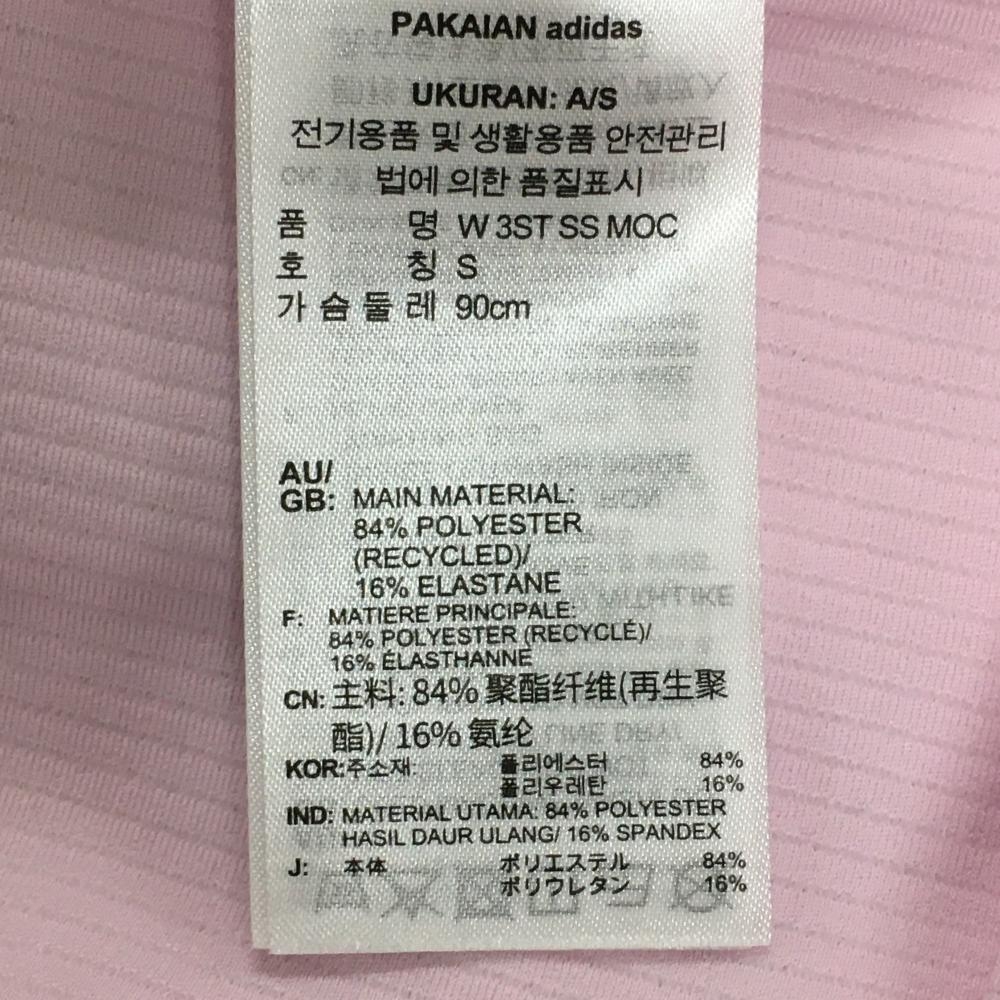 PAKAIAN adidas
UKURAN: A/S
전기용품 및 생활용품 안전관리
법에 의한 품질표시
품 명 W 3ST SS MOC
호 칭 S
가 슴 둘 레 90cm
AU/
GB: MAIN MATERIAL:
84% POLYESTER
(RECYCLED)/
16% ELASTANE
F: MATIERE PRINCIPALE:
84% POLYESTER (RECYCLÉ)/
16% ÉLASTHANNE
CN: 主料: 84% 聚酯纤维(再生聚
酯)/ 16% 氨纶
KOR:주소재: 폴리에스터 84%
폴리우레탄 16%
IND: MATERIAL UTAMA: 84% POLYESTER
HASIL DAUR ULANG/ 16% SPANDEX
J: 本体 ポリエステル 84%
ポリウレタン 16%